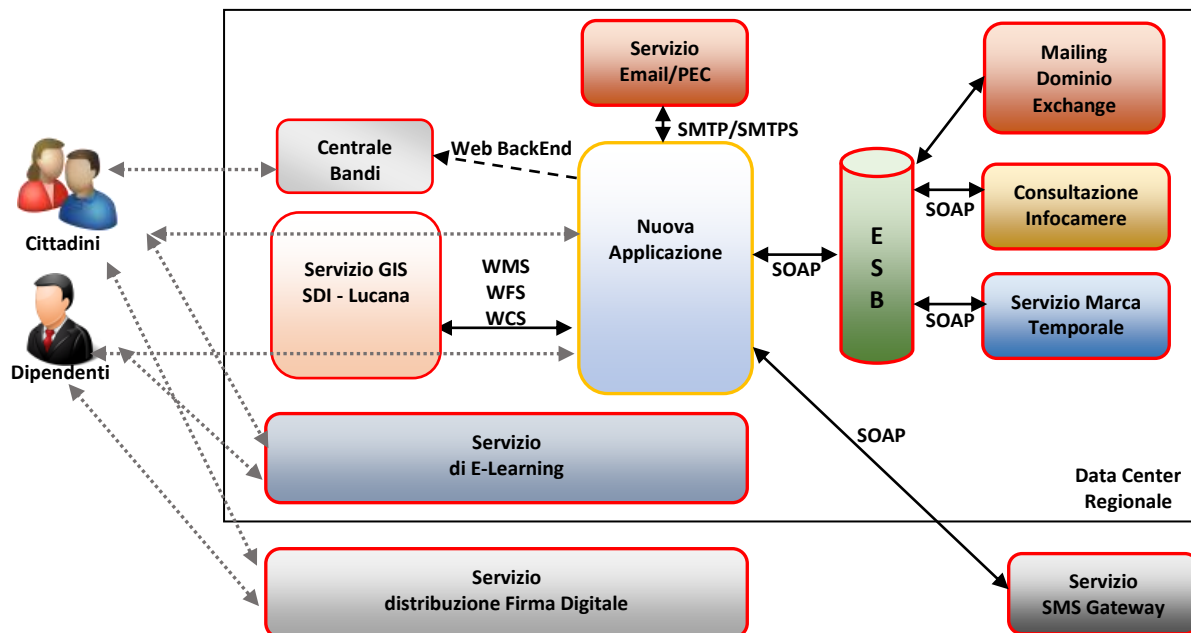 Servizio
Email/PEC
Mailing
Dominio
Exchange
SMTP/SMTPS
Centrale
Bandi
Web BackEnd
Cittadini
Consultazione
Infocamere
SOAP
Nuova
Applicazione
E
S
B
SOAP
Servizio GIS
SDI - Lucana
WMS
WFS
WCS
Servizio Marca
Temporale
SOAP
Dipendenti
Servizio
di E-Learning
SOAP
Data Center
Regionale
Servizio
distribuzione Firma Digitale
Servizio
SMS Gateway